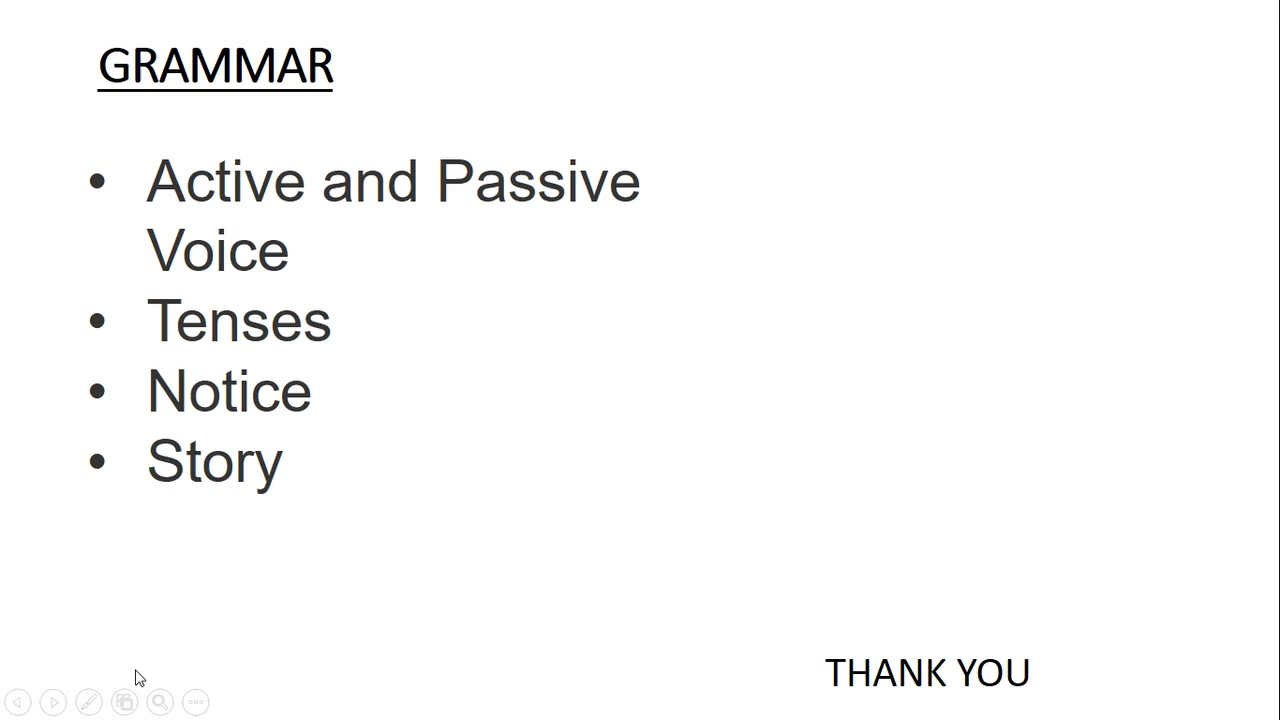 GRAMMAR
• Active and Passive
Voice
• Tenses
• Notice
• Story
THANK YOU